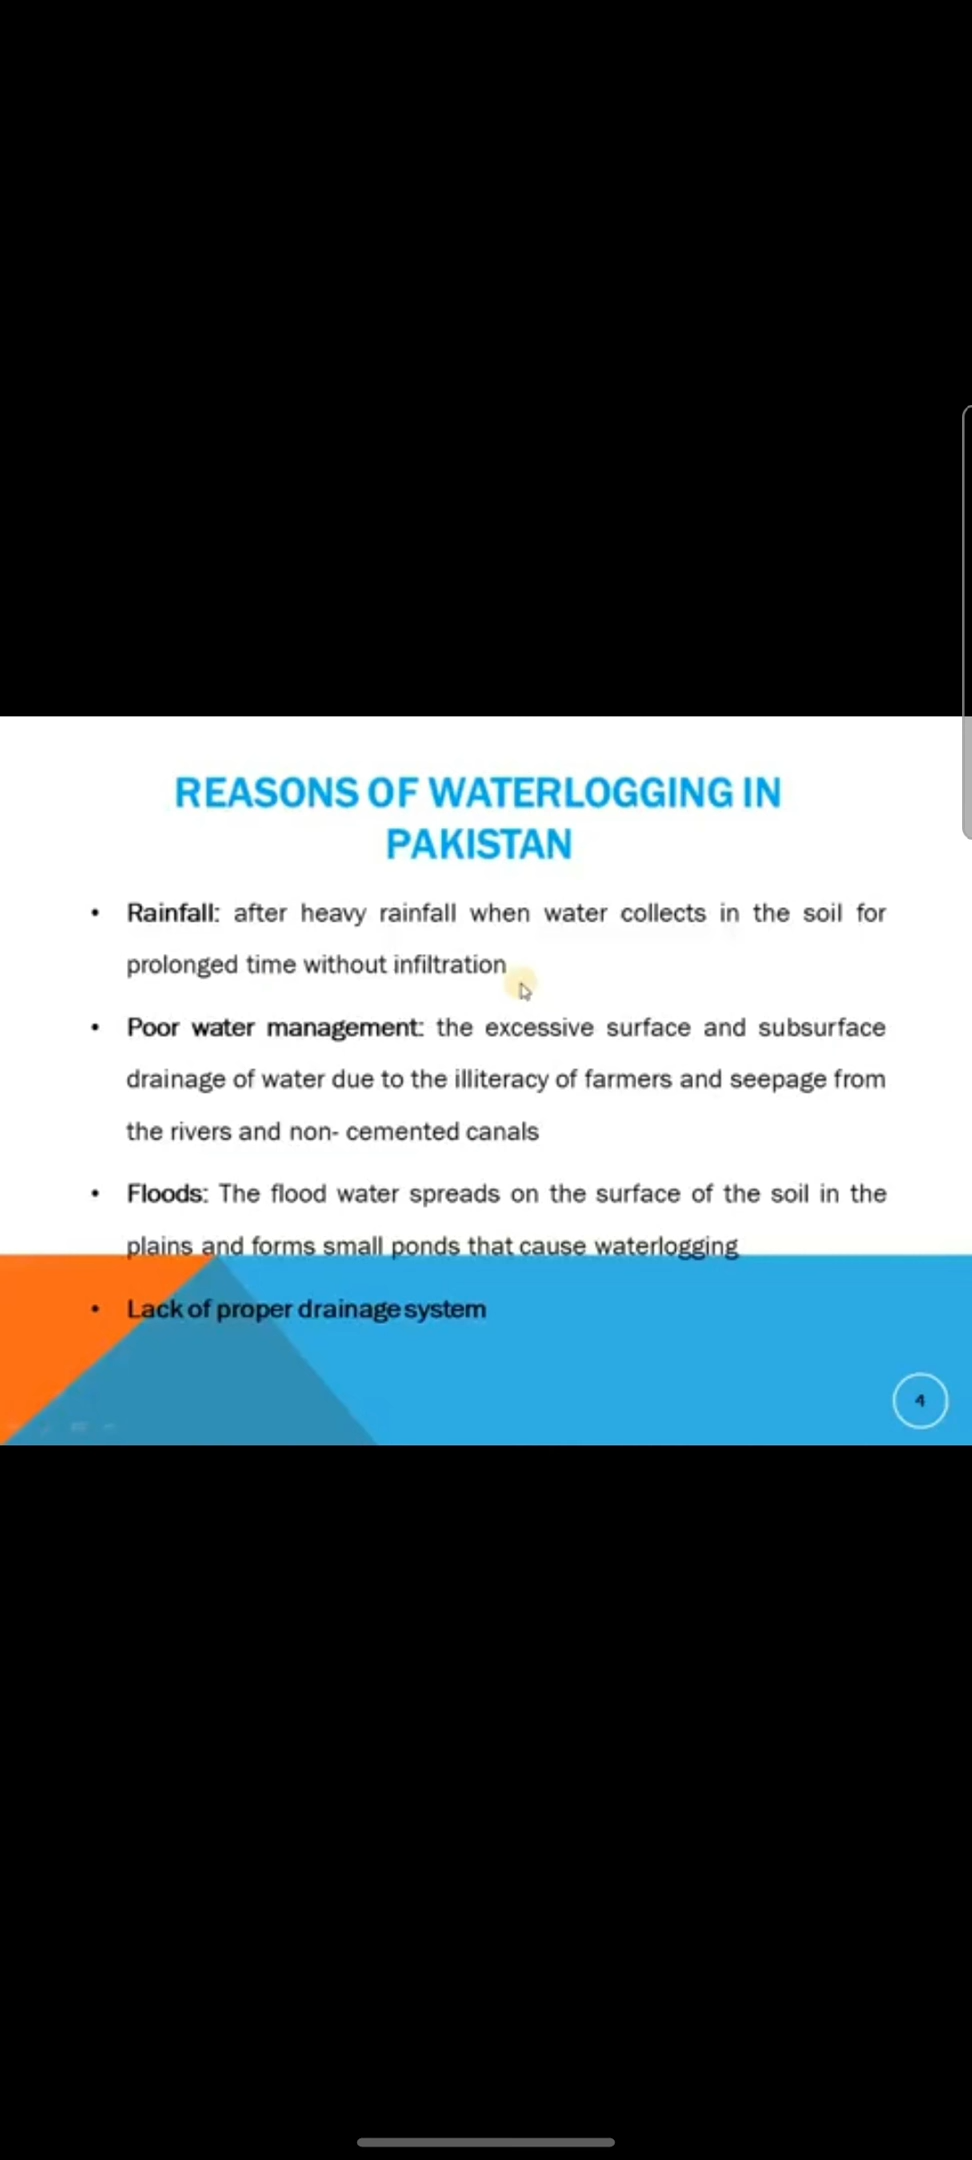 REASONS OF WATERLOGGING IN
PAKISTAN
• Rainfall: after heavy rainfall when water collects in the soil for
prolonged time without infiltration
• Poor water management: the excessive surface and subsurface
drainage of water due to the illiteracy of farmers and seepage from
the rivers and non- cemented canals
• Floods: The flood water spreads on the surface of the soil in the
plains and forms small ponds that cause waterlogging
• Lack of proper drainage system
4